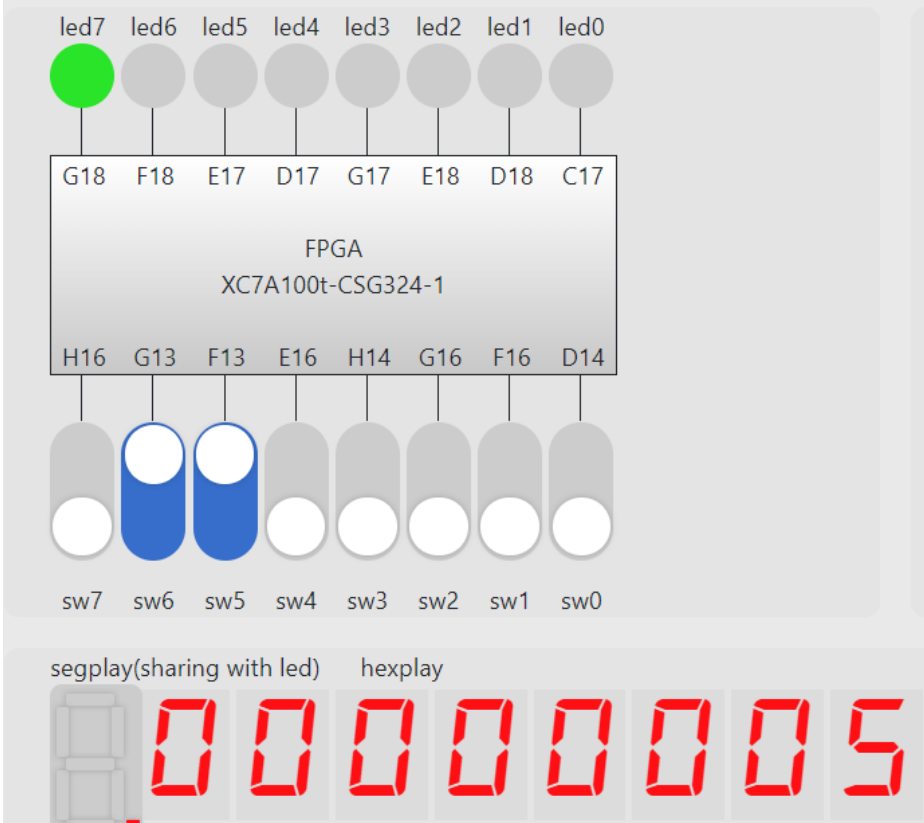 led7 led6 led5 led4 led3 led2 led1 led0
G18 F18 E17 D17 G17 E18 D18 C17
FPGA
XC7A100t-CSG324-1
H16 G13 F13 E16 H14 G16 F16 D14
sw7 sw6 sw5 sw4 sw3 sw2 sw1 sw0
segplay(sharing with led) hexplay
00000005